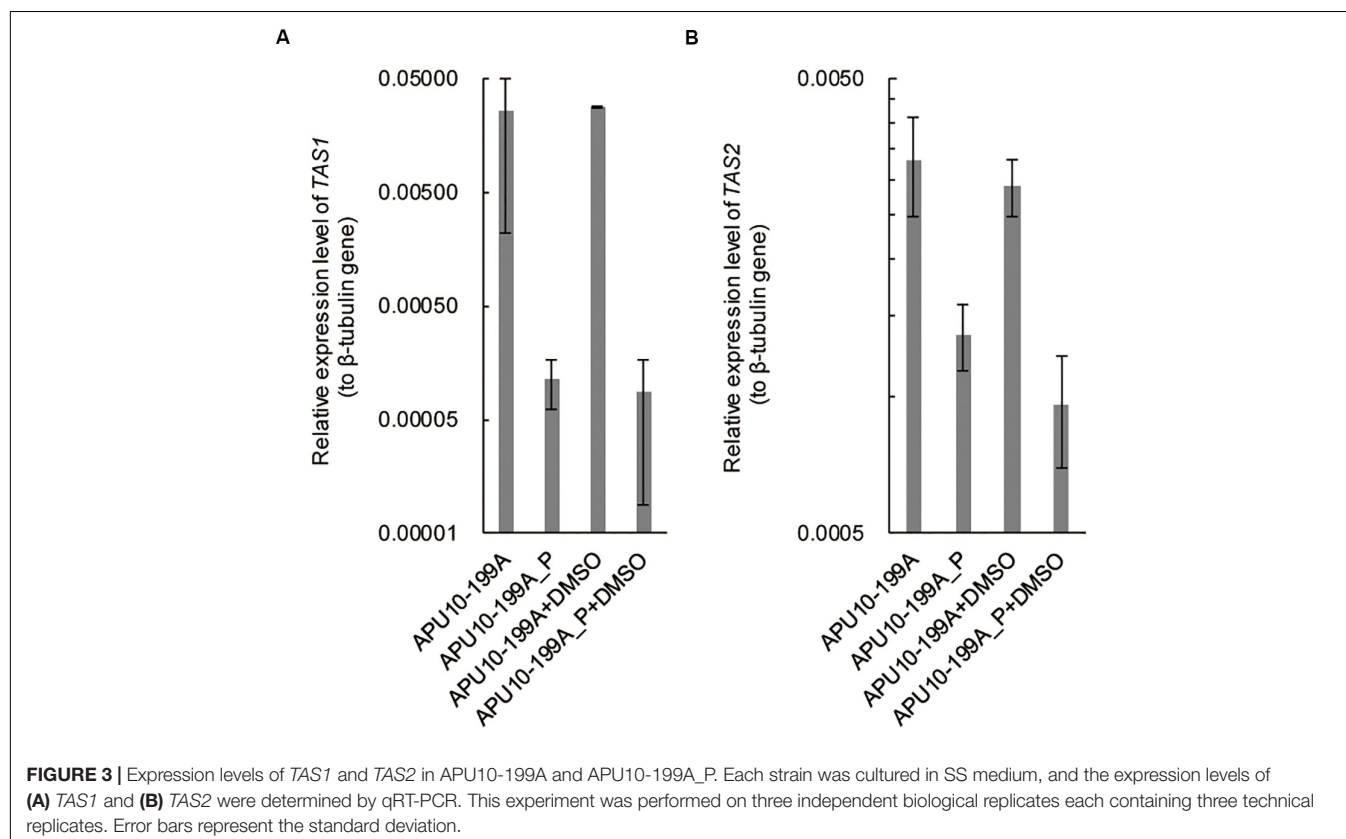 A
Relative expression level of TAS1
(to β-tubulin gene)
0.05000
0.00500
0.00050
0.00005
0.00001
APU10-199A
APU10-199A_P
APU10-199A+DMSO
APU10-199A_P+DMSO
B
Relative expression level of TAS2
(to β-tubulin gene)
0.0050
0.0005
APU10-199A
APU10-199A_P
APU10-199A+DMSO
APU10-199A_P+DMSO
FIGURE 3 | Expression levels of TAS1 and TAS2 in APU10-199A and APU10-199A_P. Each strain was cultured in SS medium, and the expression levels of
(A) TAS1 and (B) TAS2 were determined by qRT-PCR. This experiment was performed on three independent biological replicates each containing three technical
replicates. Error bars represent the standard deviation.